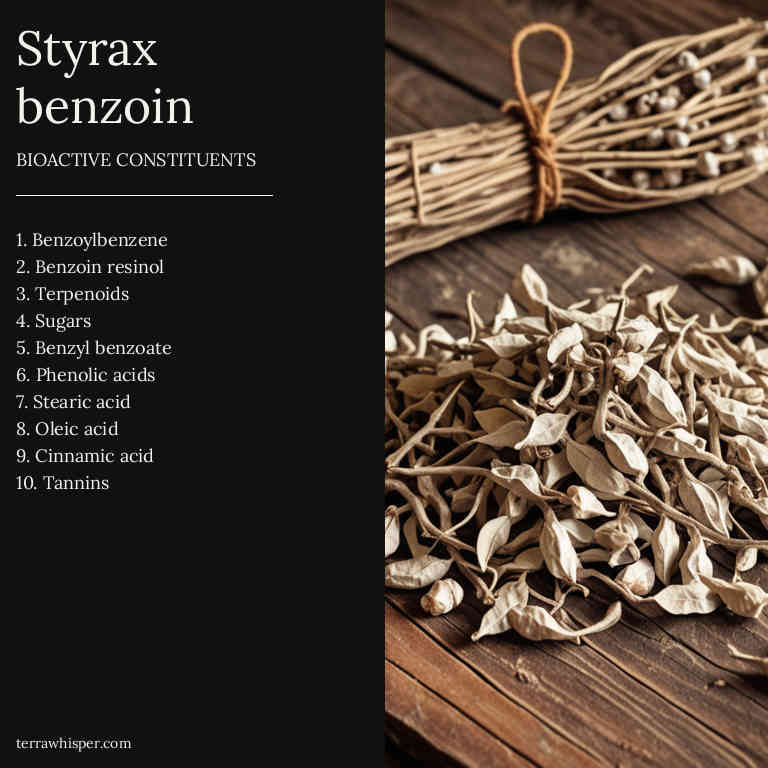 Styrax
benzoin
BIOACTIVE CONSTITUENTS
1. Benzoylbenzene
2. Benzoin resinol
3. Terpenoids
4. Sugars
5. Benzyl benzoate
6. Phenolic acids
7. Stearic acid
8. Oleic acid
9. Cinnamic acid
10. Tannins
terrawhisper.com